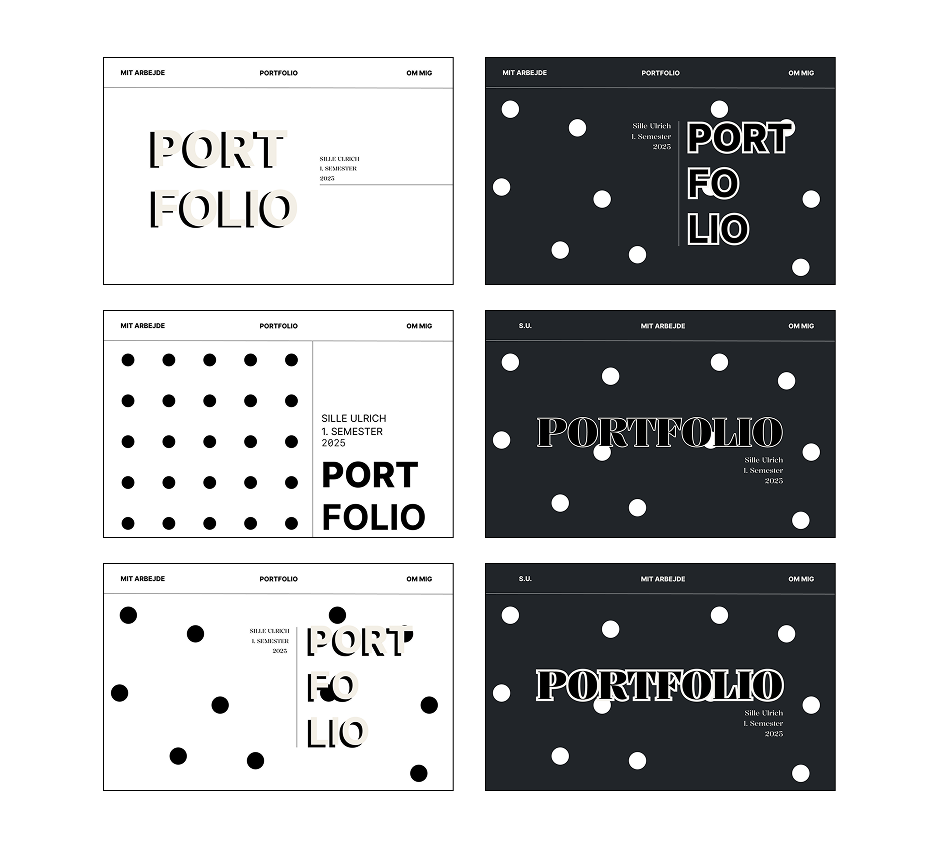 MIT ARBEJDE PORTFOLIO OM MIG
PORT
FOLIO
SILLE ULRICH
1. SEMESTER
2025
MIT ARBEJDE PORTFOLIO OM MIG
Sille Ulrich
1. Semester
2025
PORT
FO
LIO
MIT ARBEJDE PORTFOLIO OM MIG
SILLE ULRICH
1. SEMESTER
2025
PORT
FOLIO
S.U. MIT ARBEJDE OM MIG
PORTFOLIO
Sille Ulrich
1. Semester
2025
MIT ARBEJDE PORTFOLIO OM MIG
SILLE ULRICH
1. SEMESTER
2025
PORT
FO
LIO
S.U. MIT ARBEJDE OM MIG
PORTFOLIO
Sille Ulrich
1. Semester
2025